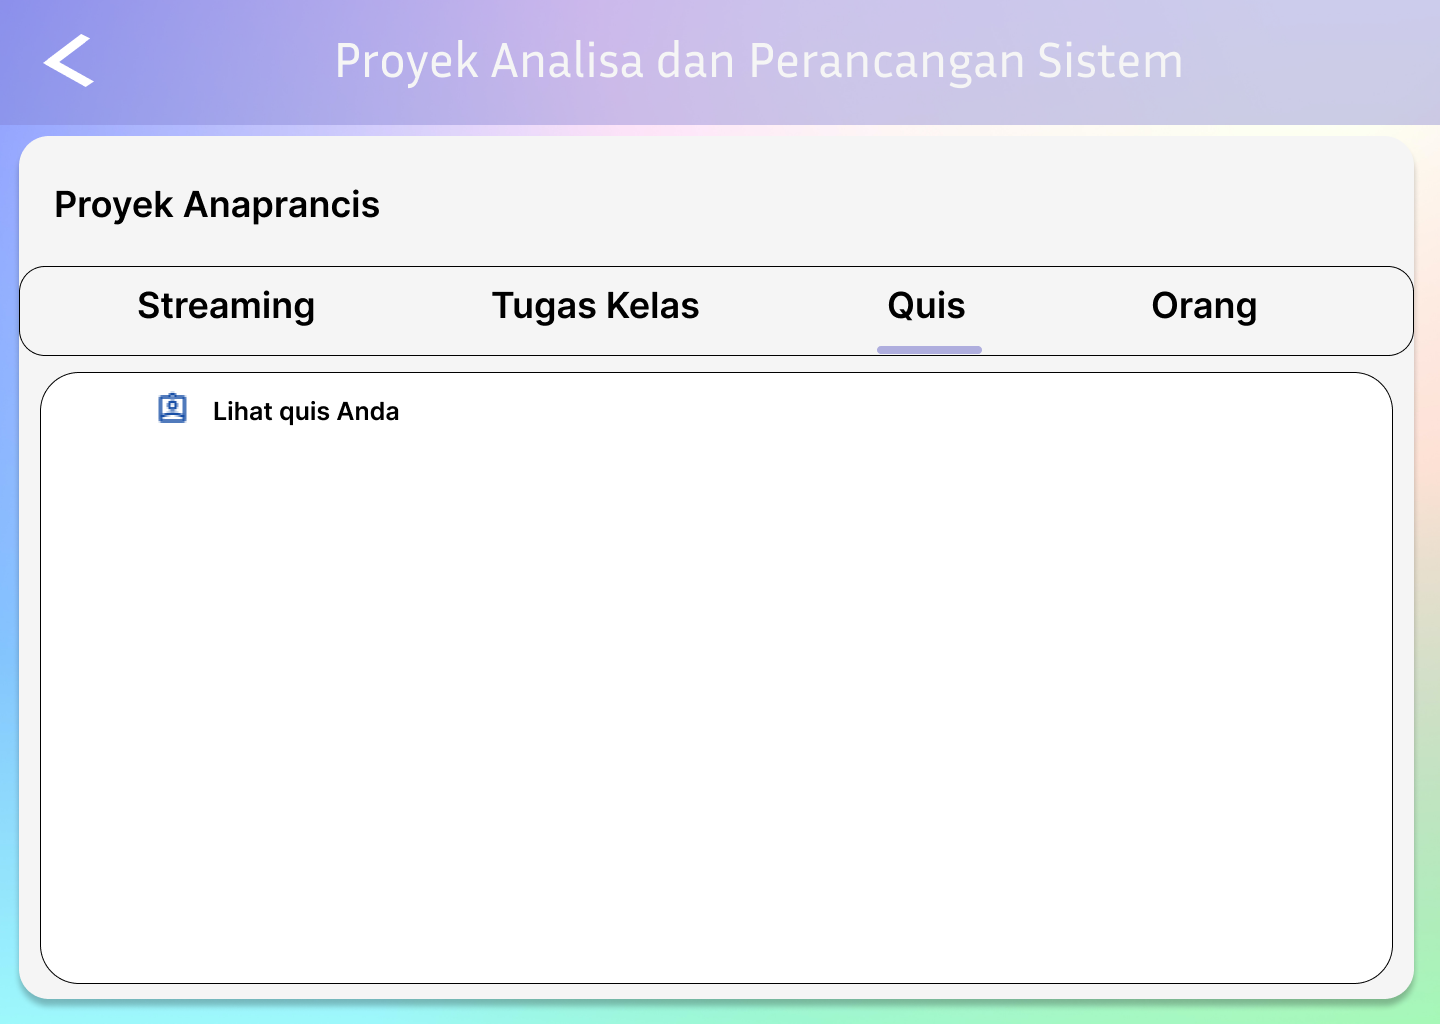 Proyek Analisa dan Perancangan Sistem
Proyek Anaprancis
Streaming Tugas Kelas Quis Orang
Lihat quis Anda